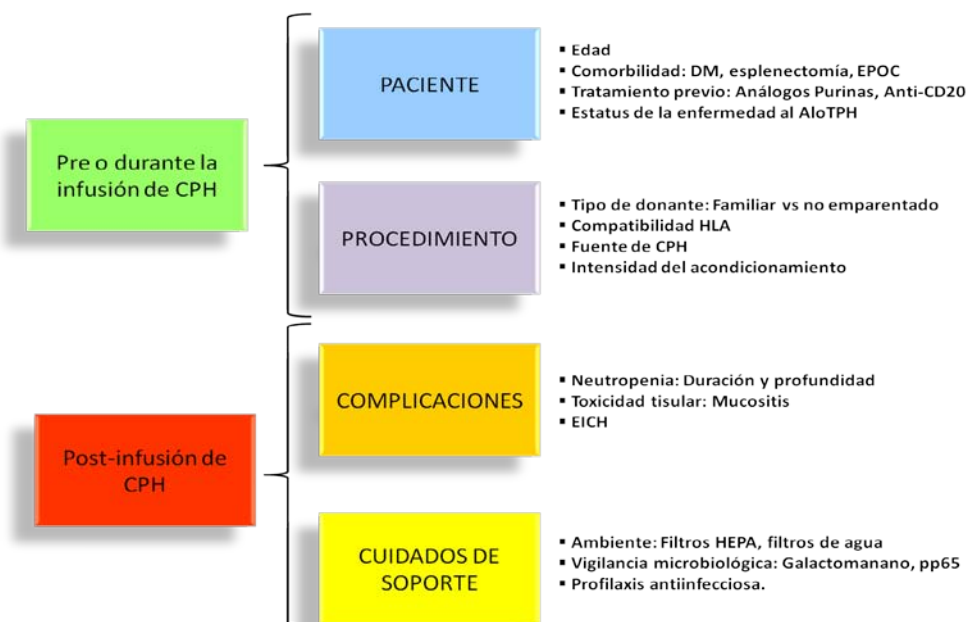 Pre o durante la
infusión de CPH
PACIENTE
▪ Edad
▪ Comorbilidad: DM, esplenectomía, EPOC
▪ Tratamiento previo: Análogos Purinas, Anti-CD20
▪ Estatus de la enfermedad al AloTPH
PROCEDIMIENTO
▪ Tipo de donante: Familiar vs no emparentado
▪ Compatibilidad HLA
▪ Fuente de CPH
▪ Intensidad del acondicionamiento
Post-infusión de
CPH
COMPLICACIONES
▪ Neutropenia: Duración y profundidad
▪ Toxicidad tisular: Mucositis
▪ EICH
CUIDADOS DE
SOPORTE
▪ Ambiente: Filtros HEPA, filtros de agua
▪ Vigilancia microbiológica: Galactomanano, pp65
▪ Profilaxis antiinfecciosa.